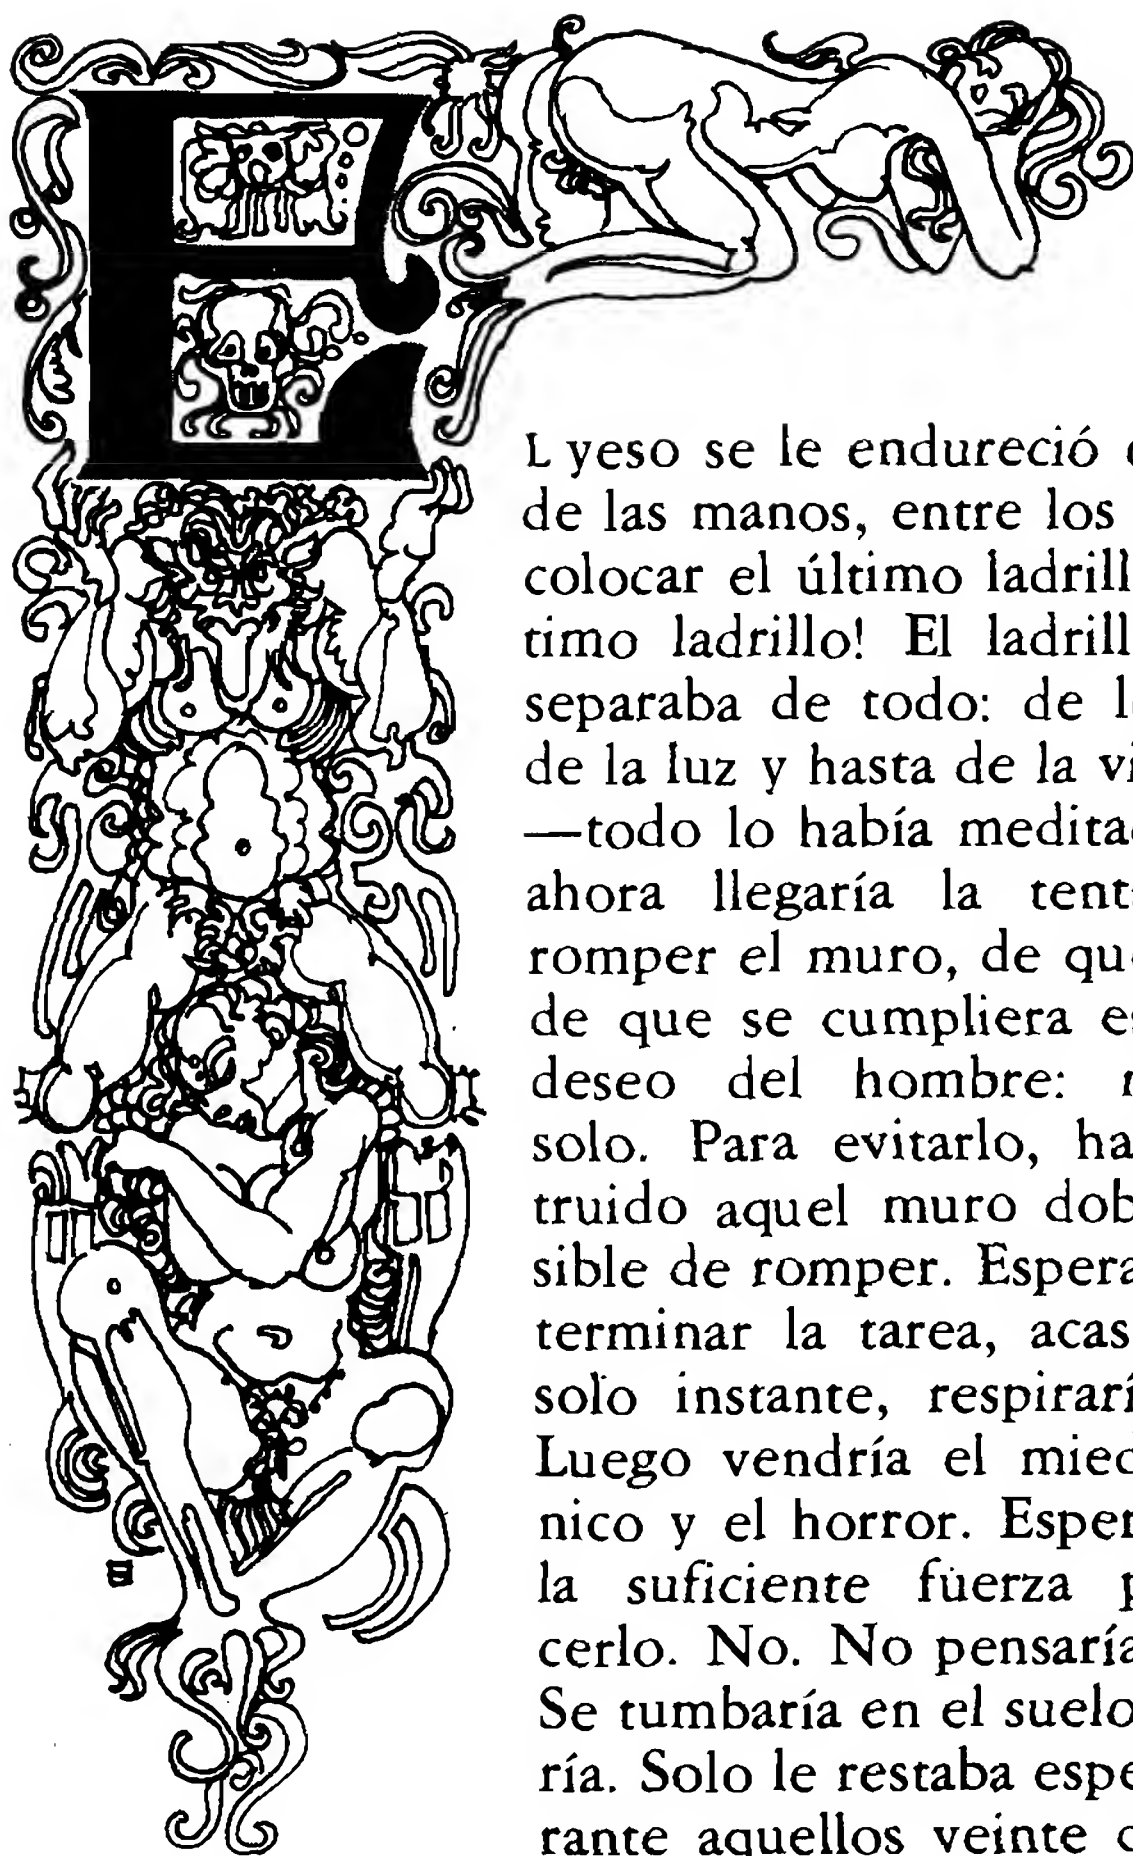 EL yeso se le endureció
de las manos, entre los
colocar el último ladrill
timo ladrillo! El ladrill
separaba de todo: de l
de la luz y hasta de la vi
—todo lo había medita
ahora llegaría la tent
romper el muro, de qu
de que se cumpliera es
deseo del hombre:
solo. Para evitarlo, ha
truido aquel muro dob
sible de romper. Espera
terminar la tarea, acas
solo instante, respirarí
Luego vendría el mied
nico y el horror. Esper
la suficiente fuerza p
cerlo. No. No pensaría
Se tumbaría en el suelo
ría. Solo le restaba espe
rante aquellos veinte